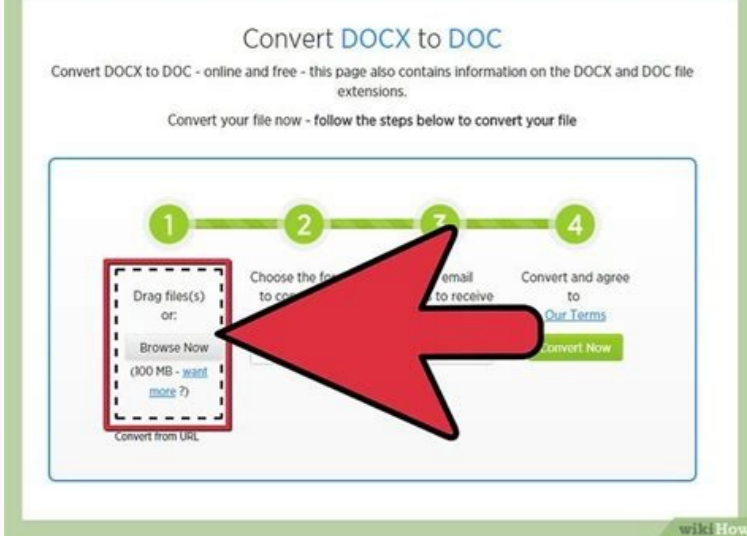 Convert DOCX to DOC
Convert DOCX to DOC - online and free - this page also contains information on the DOCX and DOC file
extensions.
Convert your file now - follow the steps below to convert your file
1
2
3
4
Drag files(s)
or:
Browse Now
(100 MB - want
more ?)
Convert from URL
Choose the
to
email
to receive
Convert and agree
to
Our Terms
Convert Now
wikiHow